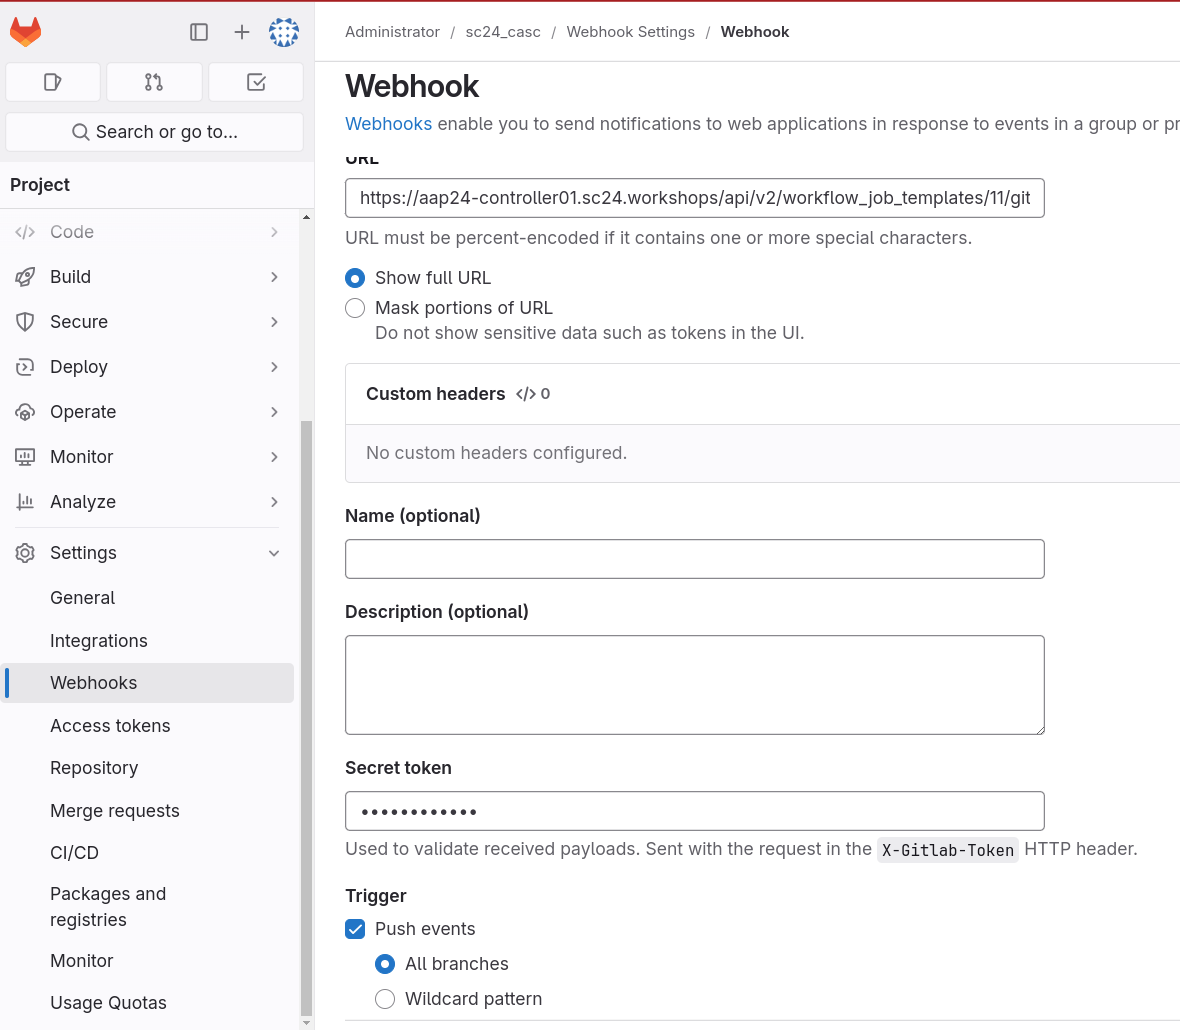 Administrator / sc24_casc / Webhook Settings / Webhook
Search or go to...
Project
Code
Build
Secure
Deploy
Operate
Monitor
Analyze
Settings
General
Integrations
Webhooks
Access tokens
Repository
Merge requests
CI/CD
Packages and
registries
Monitor
Usage Quotas
Webhook
Webhooks enable you to send notifications to web applications in response to events in a group or pr
URL
https://aap24-controller01.sc24.workshops/api/v2/workflow_job_templates/11/git
URL must be percent-encoded if it contains one or more special characters.
Show full URL
Mask portions of URL
Do not show sensitive data such as tokens in the UI.
Custom headers </> 0
No custom headers configured.
Name (optional)
Description (optional)
Secret token
••••••••••••
Used to validate received payloads. Sent with the request in the X-Gitlab-Token HTTP header.
Trigger
Push events
All branches
Wildcard pattern